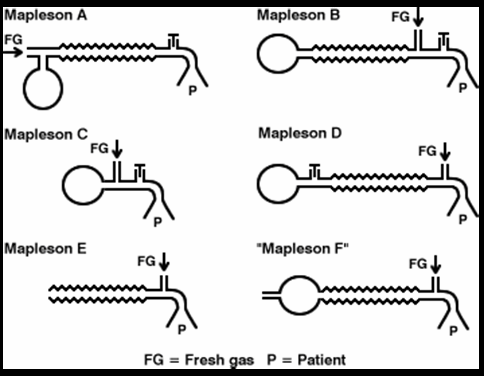 Mapleson A
FG
P
Mapleson B
FG
P
Mapleson C
FG
P
Mapleson D
FG
P
Mapleson E
FG
P
"Mapleson F"
FG
P
FG = Fresh gas P = Patient